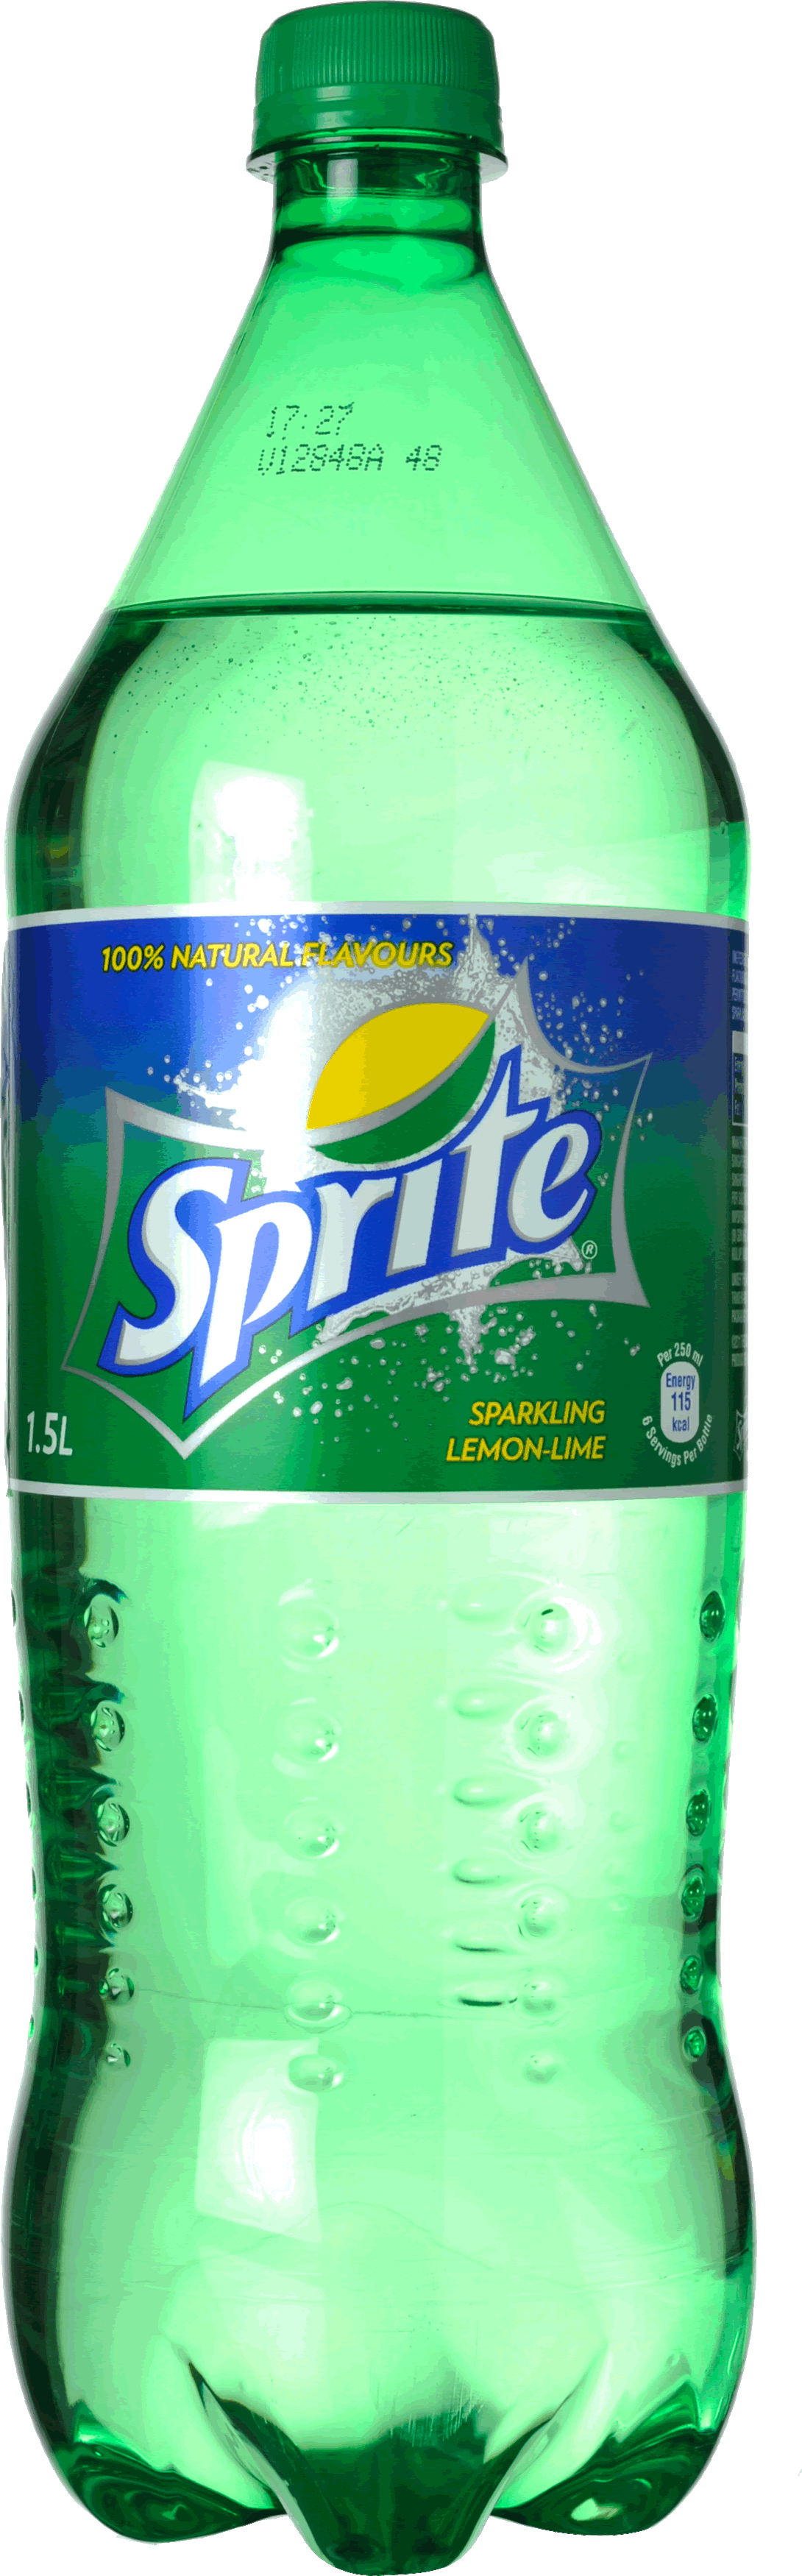 17:27
V12848A 48
100% NATURAL FLAVOURS
Sprite
®
Per 250 ml
Energy
115
kcal
6 Servings Per Bottle
SPARKLING
LEMON-LIME
1.5L